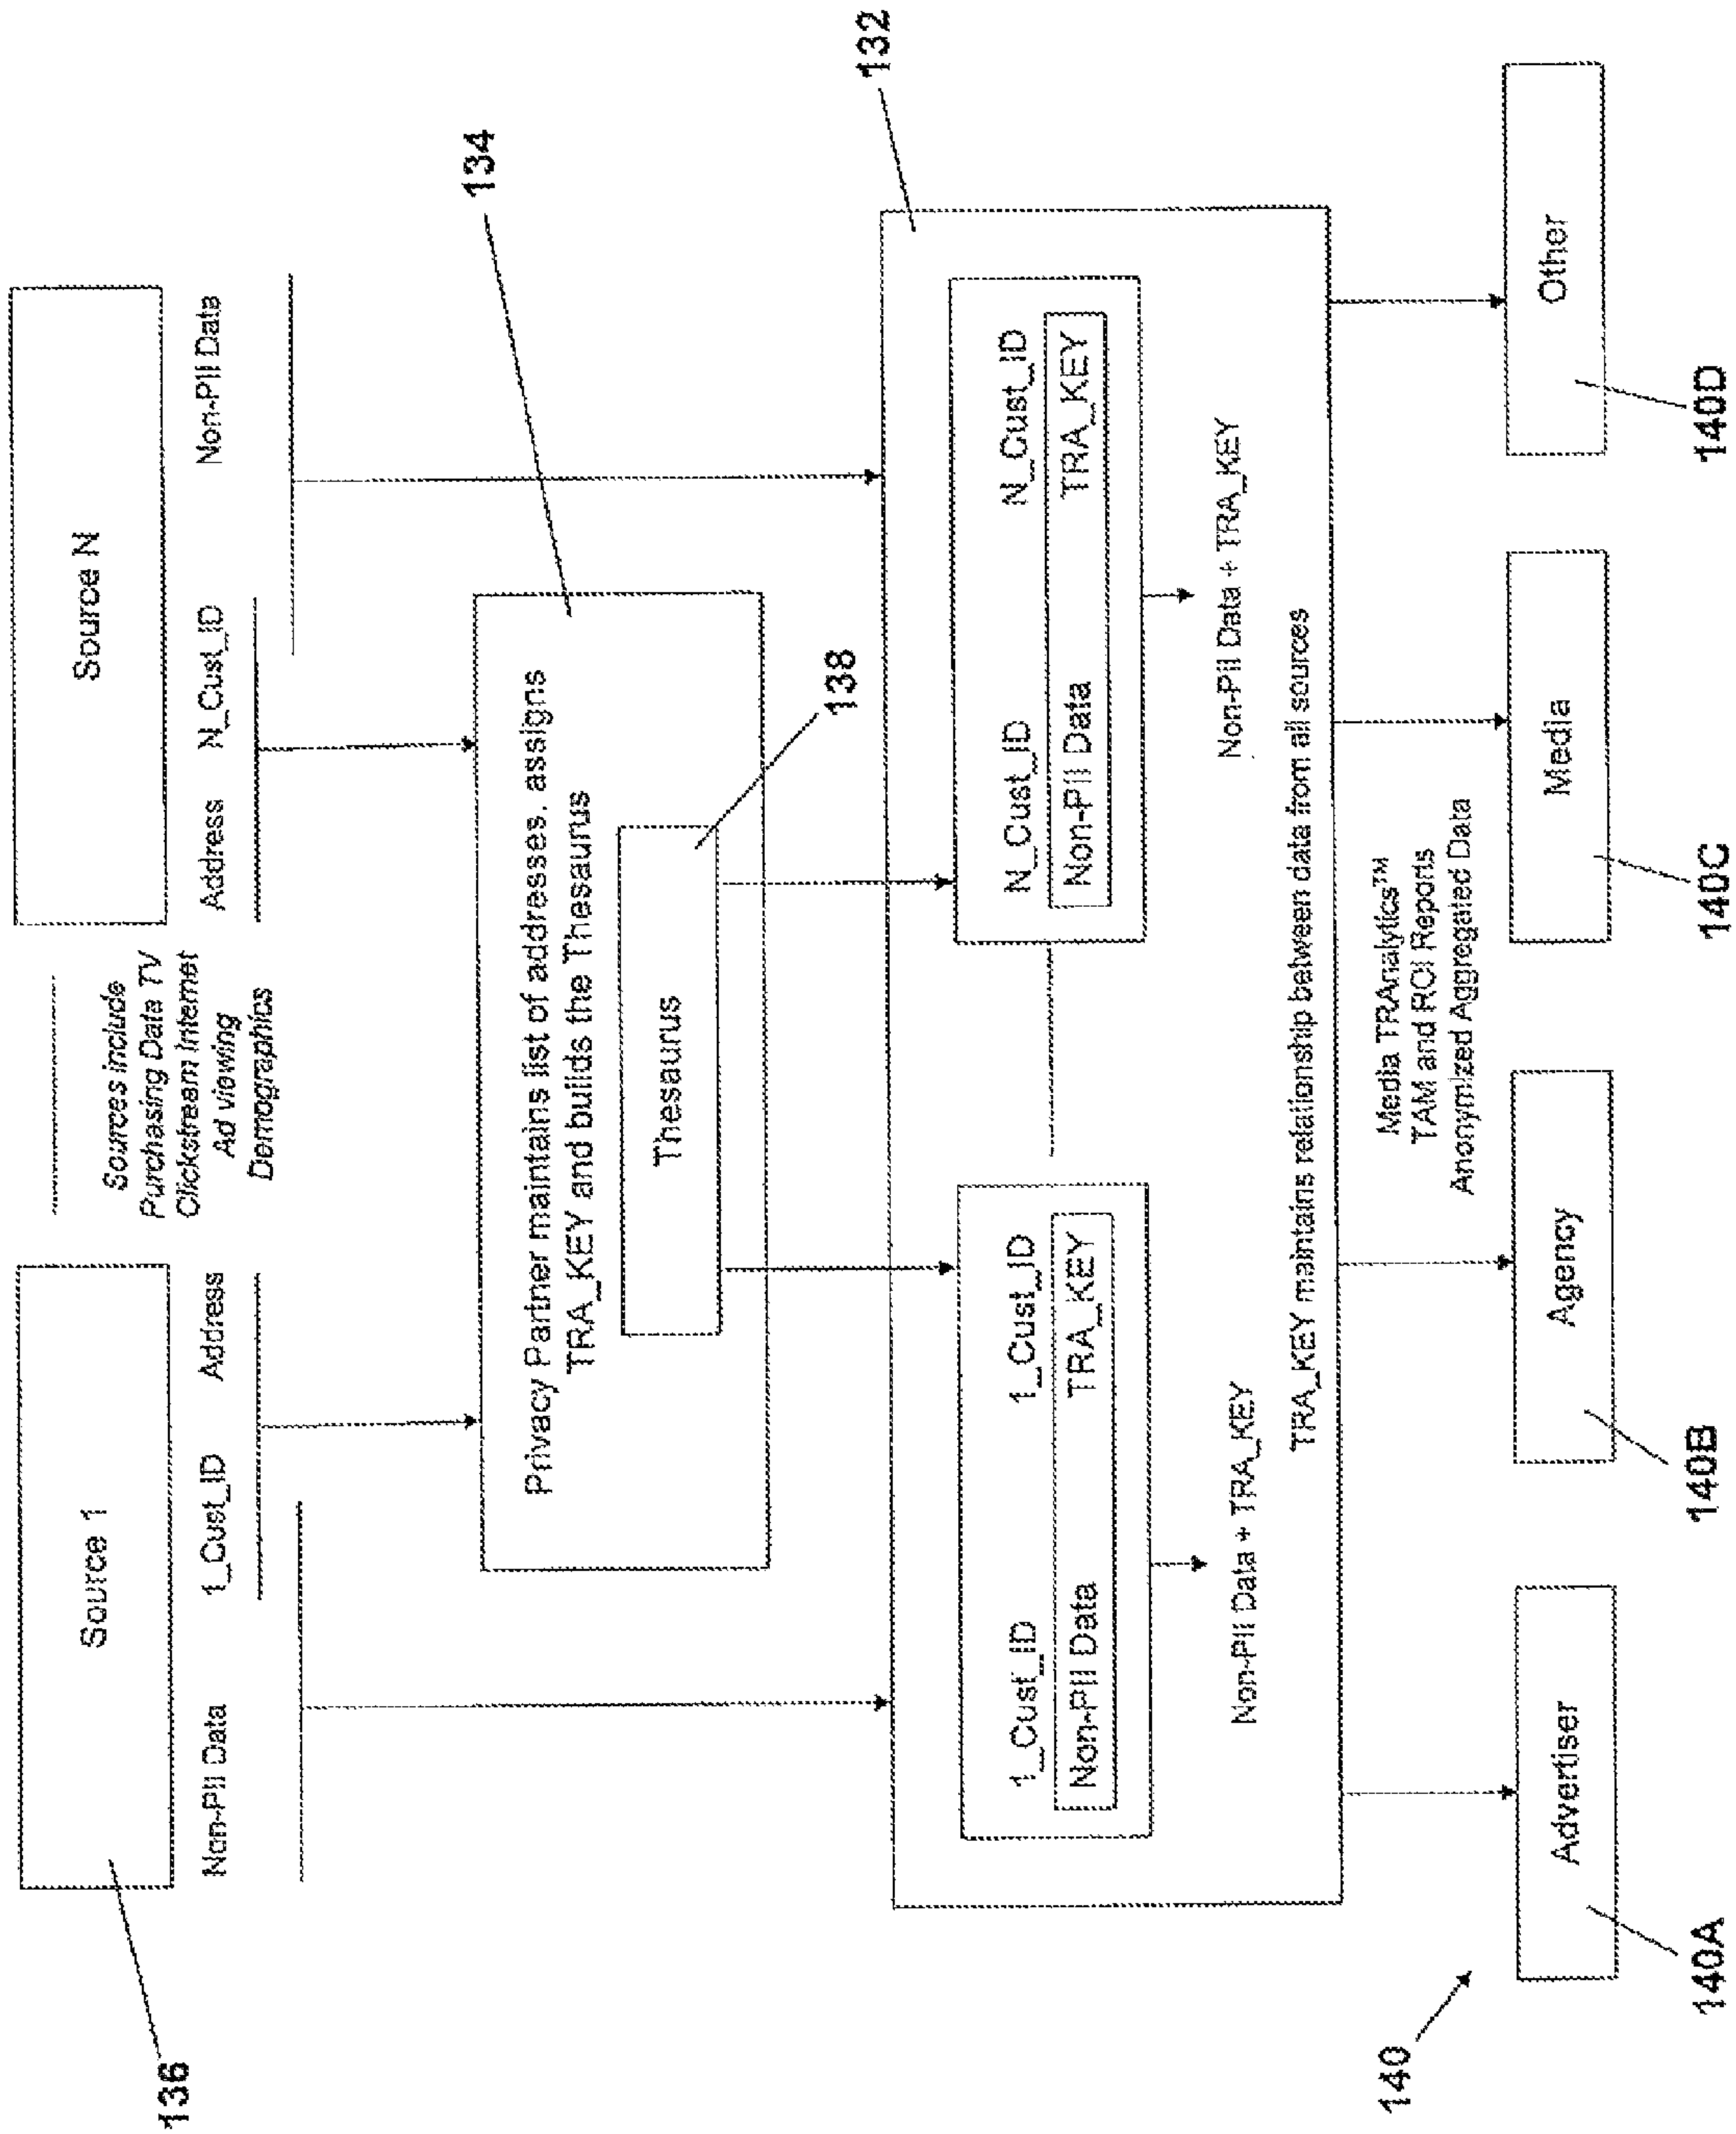 136
Source 1
Non-PII Data
1_Cust_ID
Address
Sources include
Purchasing Data TV
Clickstream Internet
Ad viewing
Demographics
Source N
Address
N_Cust_ID
Non-PII Data
134
Privacy Partner maintains list of addresses, assigns
TRA_KEY and builds the Thesaurus
Thesaurus
138
132
1_Cust_ID
1_Cust_ID
Non-PII Data
TRA_KEY
Non-PII Data + TRA_KEY
N_Cust_ID
N_Cust_ID
Non-PII Data
TRA_KEY
Non-PII Data + TRA_KEY
TRA_KEY maintains relationship between data from all sources
Media TRAnalytics™
TAM and ROI Reports
Anonymized Aggregated Data
140
Advertiser
140A
Agency
140B
Media
140C
Other
140D